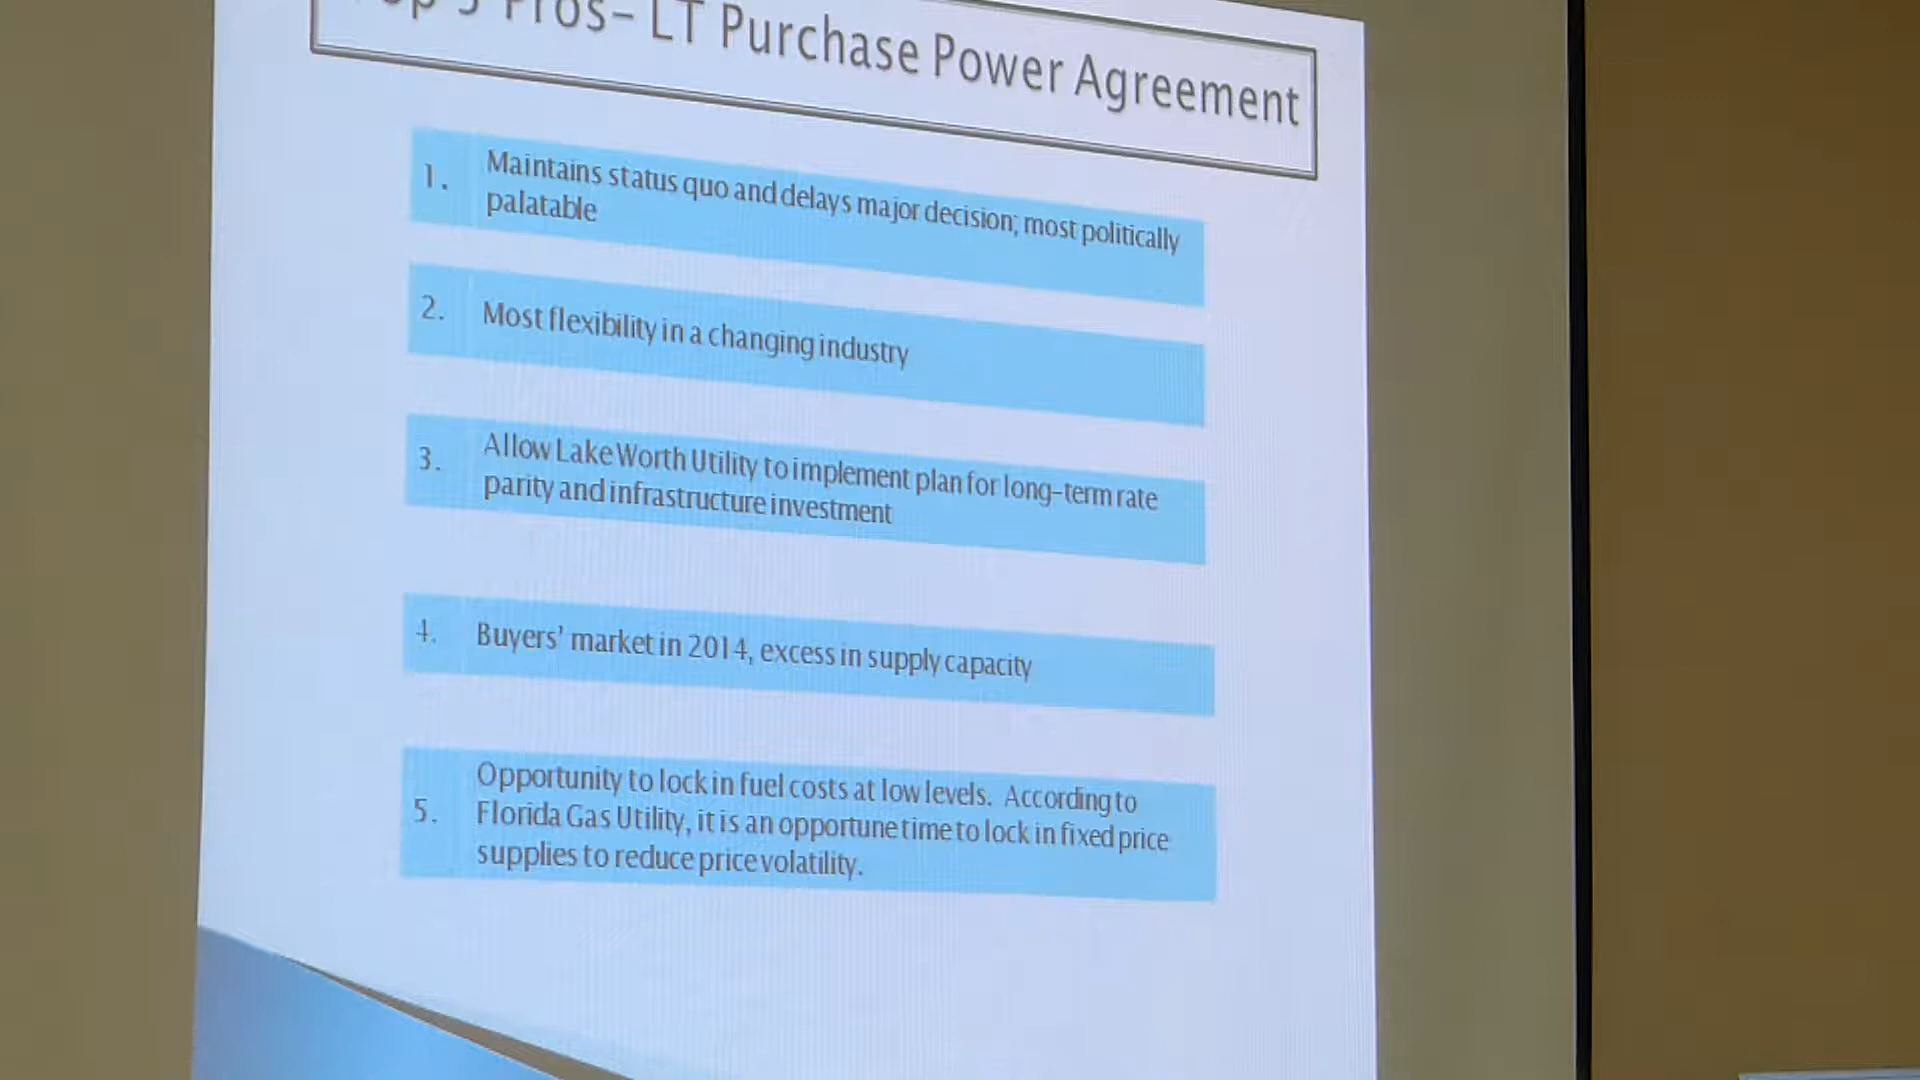 Top 5 Pros- LT Purchase Power Agreement
1. Maintains status quo and delays major decision; most politically
palatable
2. Most flexibility in a changing industry
3. Allow Lake Worth Utility to implement plan for long-term rate
parity and infrastructure investment
4. Buyers' market in 2014, excess in supply capacity
5. Opportunity to lock in fuel costs at low levels. According to
Florida Gas Utility, it is an opportune time to lock in fixed price
supplies to reduce price volatility.